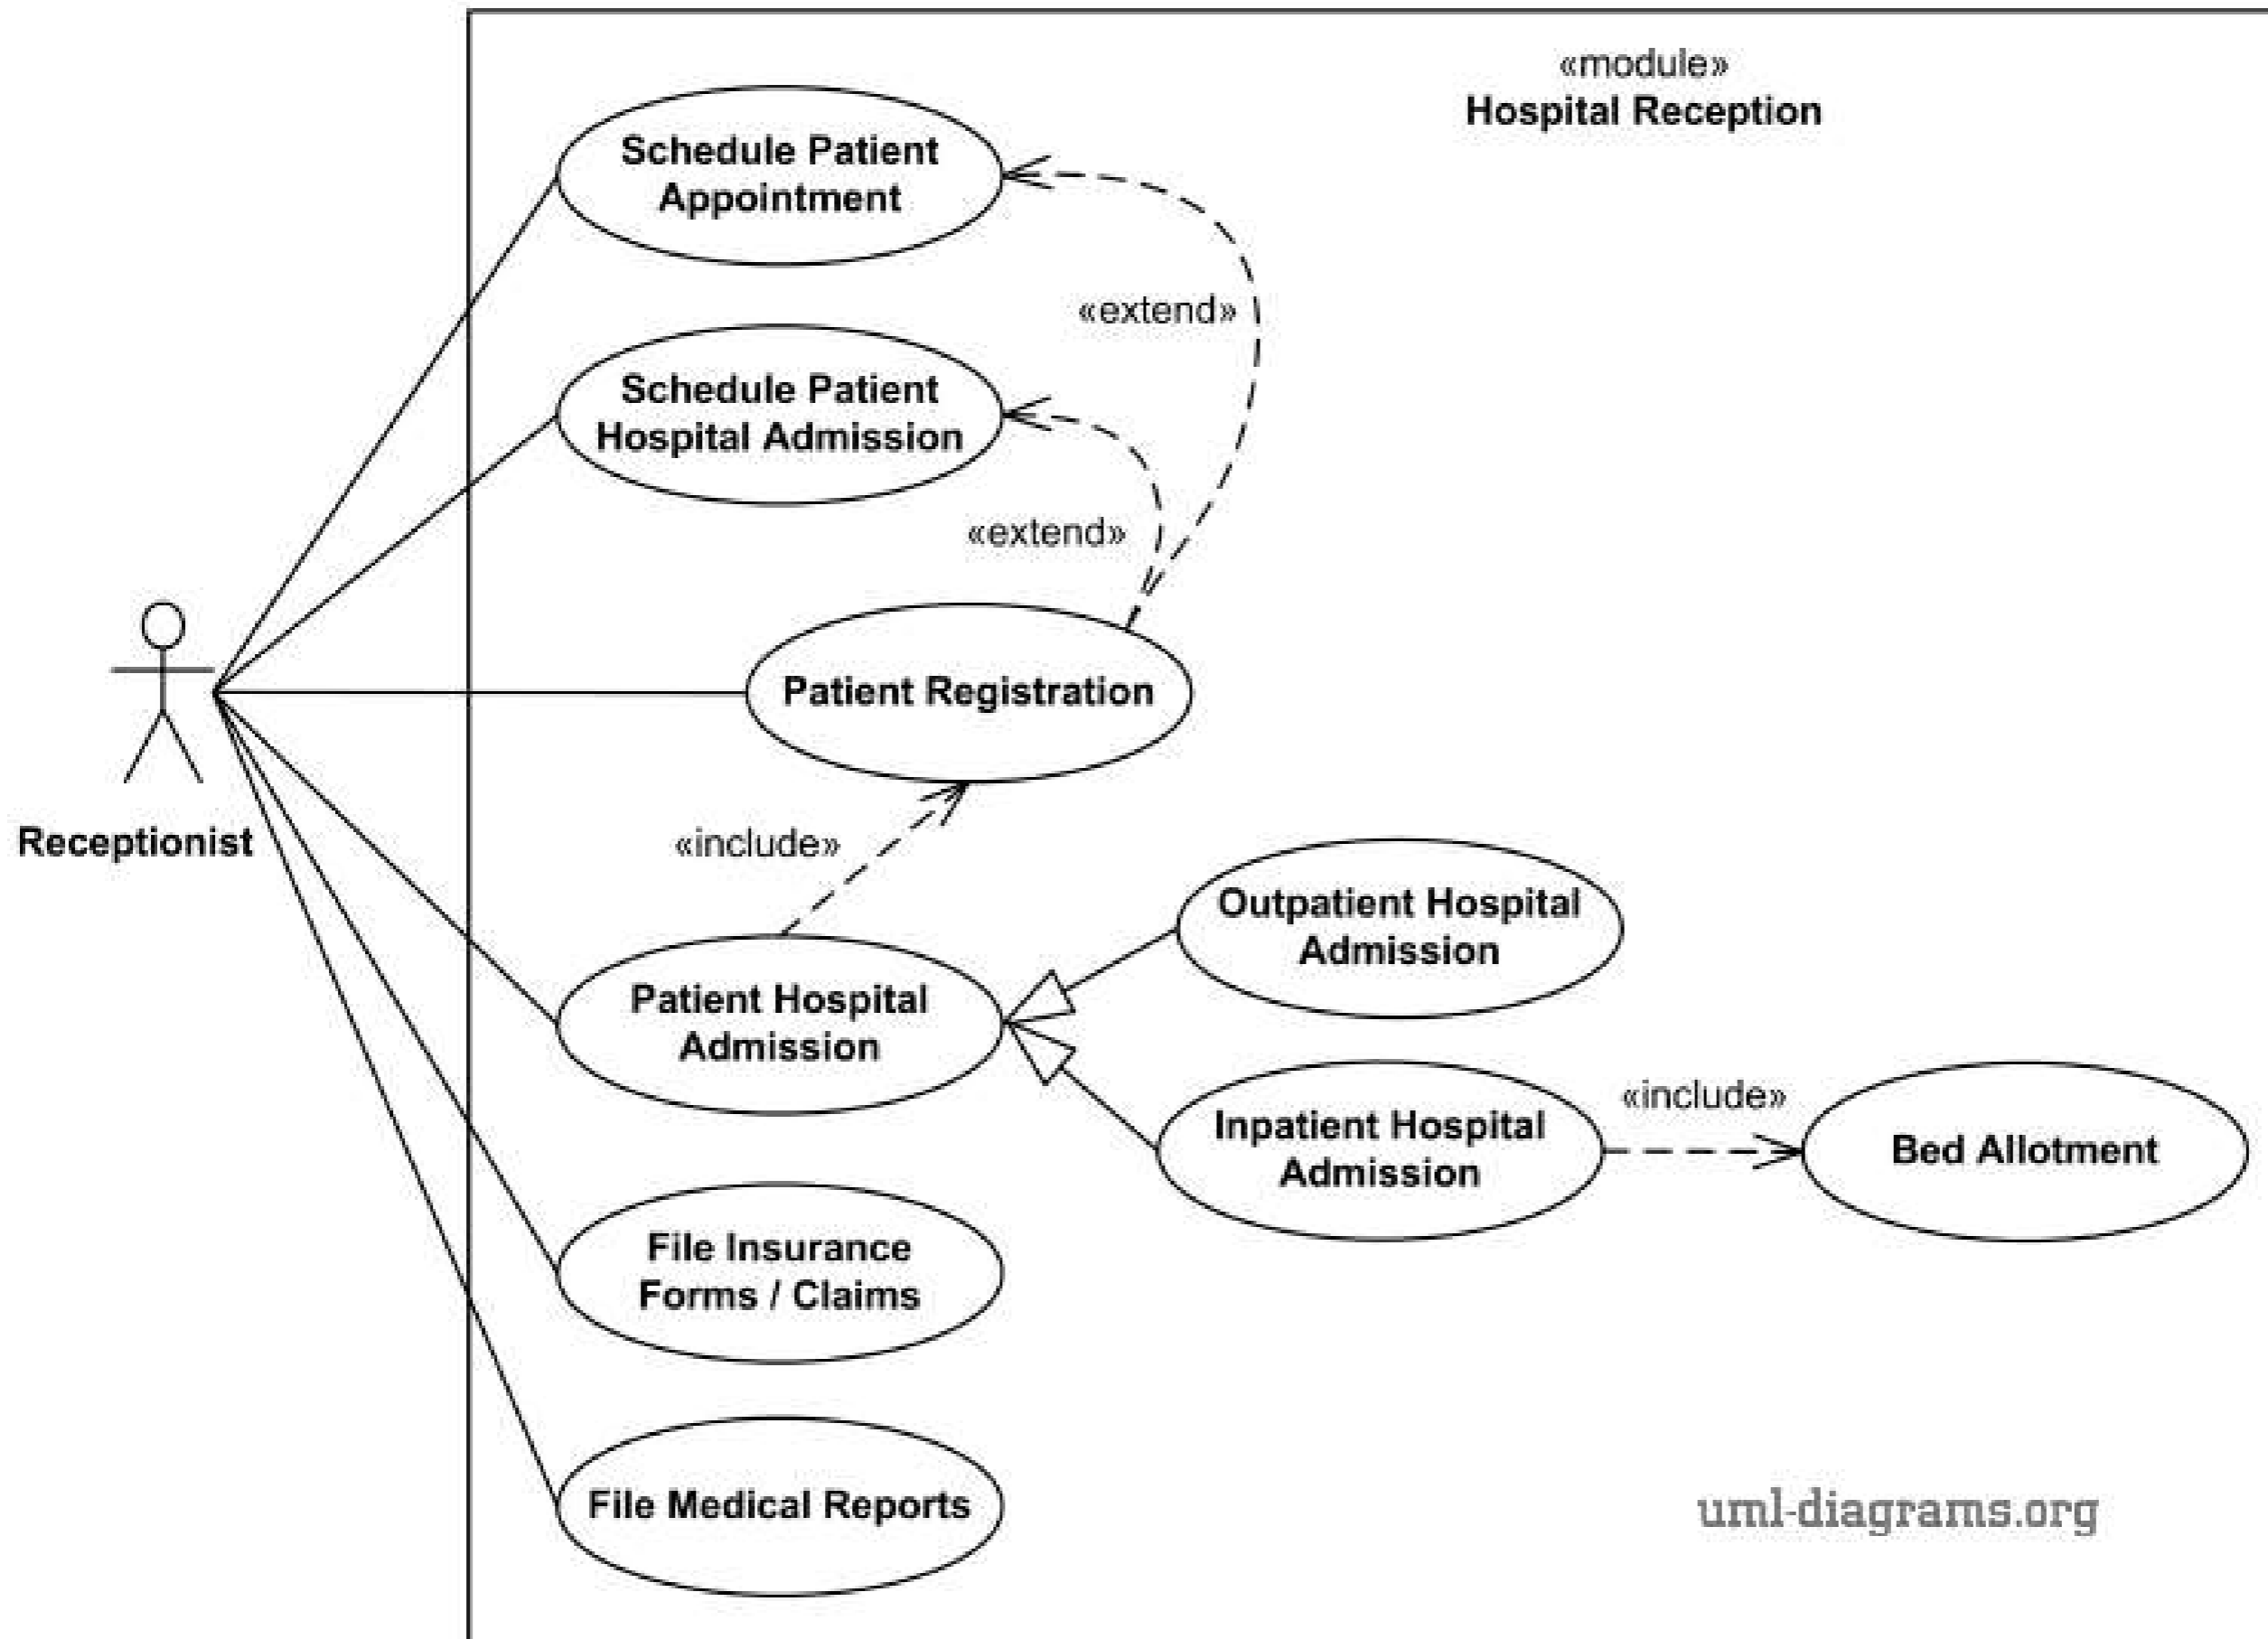 «module»
Hospital Reception
Schedule Patient
Appointment
«extend»
Schedule Patient
Hospital Admission
«extend»
Patient Registration
Receptionist
«include»
Outpatient Hospital
Admission
Patient Hospital
Admission
«include»
Inpatient Hospital
Admission
Bed Allotment
File Insurance
Forms / Claims
File Medical Reports
uml-diagrams.org